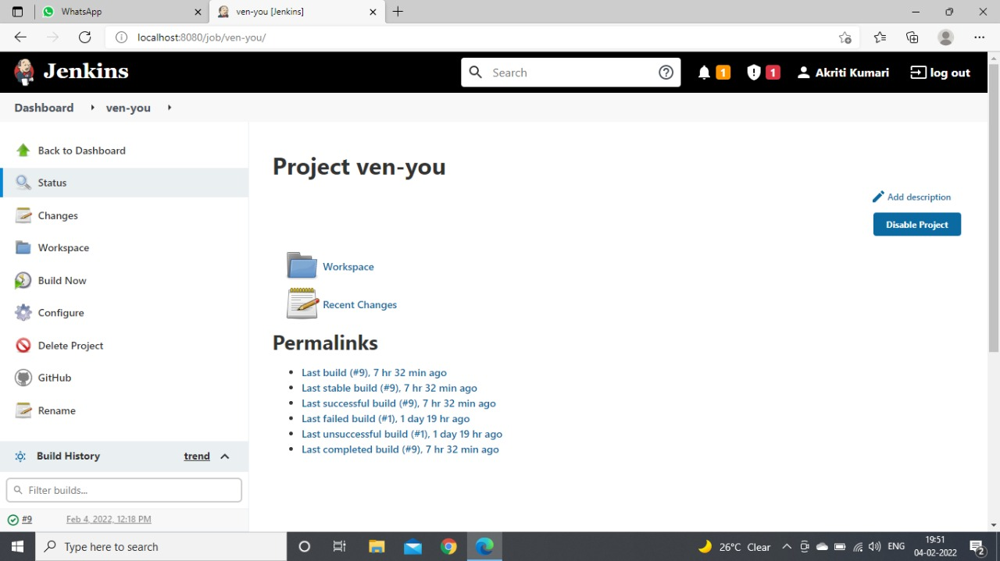 WhatsApp
ven-you [Jenkins]
localhost:8080/job/ven-you/
Jenkins
Search
1
1
Akriti Kumari
log out
Dashboard
ven-you
Back to Dashboard
Status
Changes
Workspace
Build Now
Configure
Delete Project
GitHub
Rename
Build History
trend
Filter builds...
#9
Feb 4, 2022, 12:18 PM
Project ven-you
Add description
Disable Project
Workspace
Recent Changes
Permalinks
Last build (#9), 7 hr 32 min ago
Last stable build (#9), 7 hr 32 min ago
Last successful build (#9), 7 hr 32 min ago
Last failed build (#1), 1 day 19 hr ago
Last unsuccessful build (#1), 1 day 19 hr ago
Last completed build (#9), 7 hr 32 min ago
Type here to search
26°C Clear
ENG
19:51
04-02-2022
2